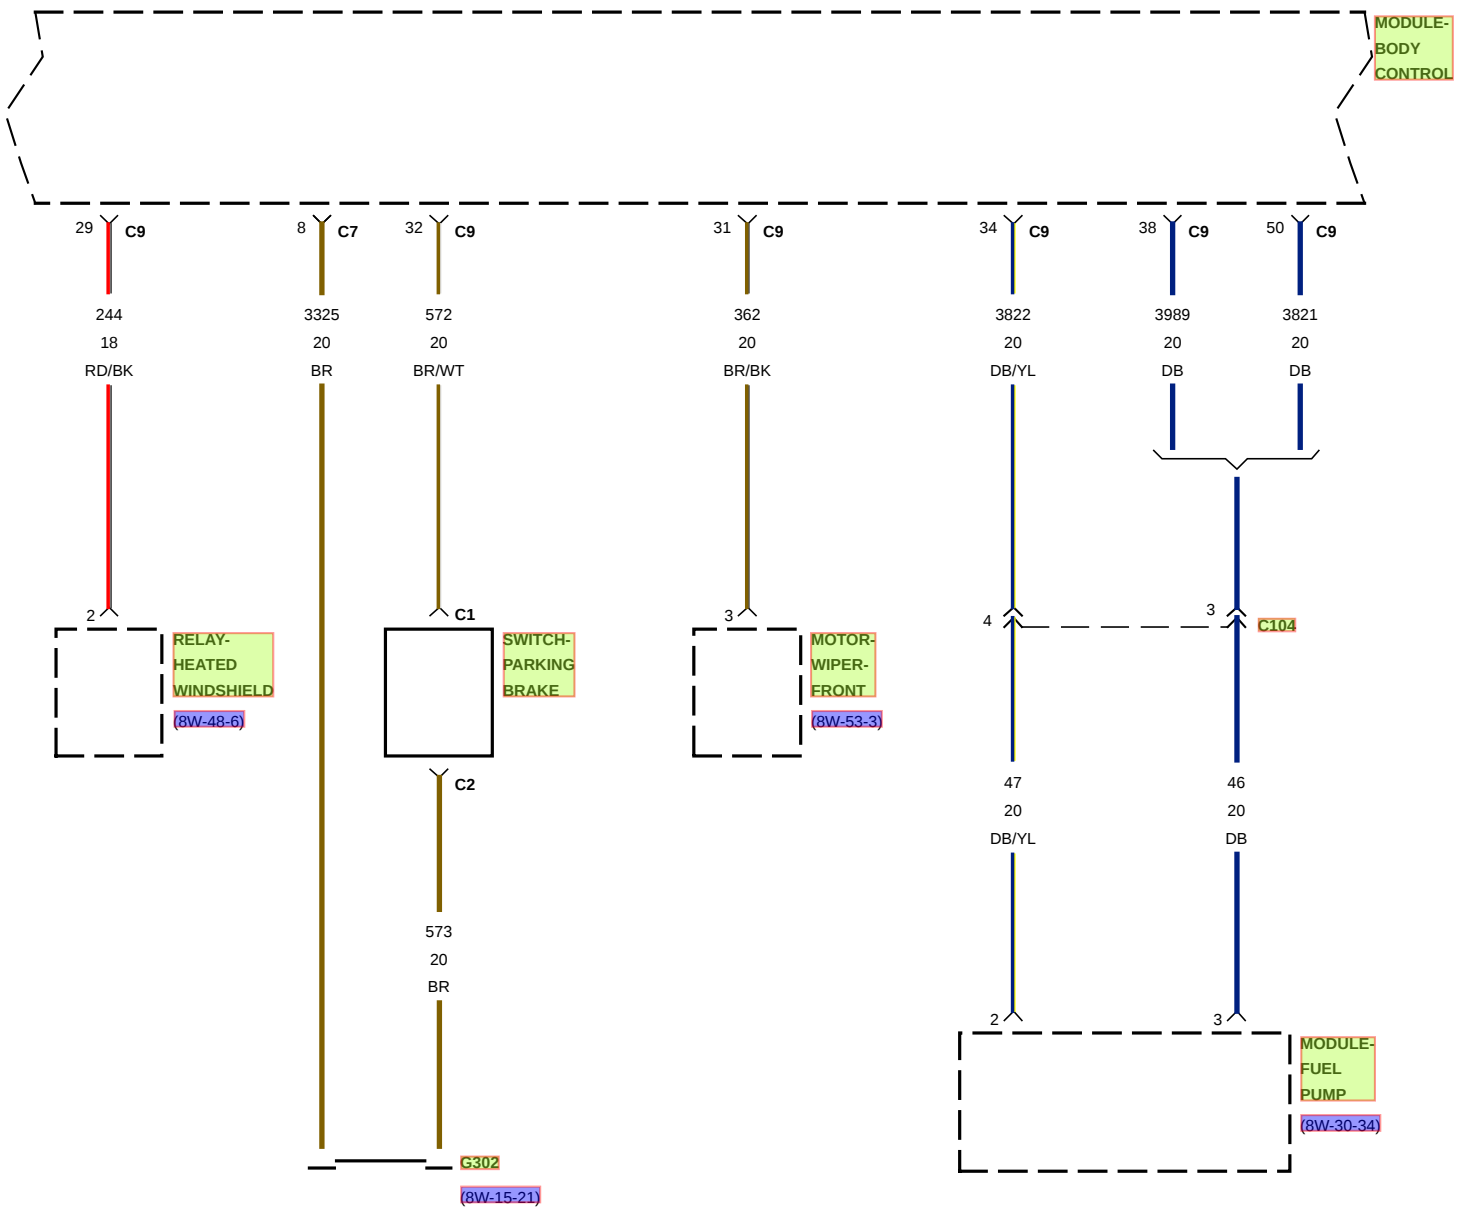 MODULE-
BODY
CONTROL
29 C9
8 C7
32 C9
31 C9
34 C9
38 C9
50 C9
244
18
RD/BK
3325
20
BR
572
20
BR/WT
362
20
BR/BK
3822
20
DB/YL
3989
20
DB
3821
20
DB
2
RELAY-
HEATED
WINDSHIELD
(8W-48-6)
C1
SWITCH-
PARKING
BRAKE
C2
3
MOTOR-
WIPER-
FRONT
(8W-53-3)
4
3
C104
47
20
DB/YL
46
20
DB
573
20
BR
2
3
MODULE-
FUEL
PUMP
(8W-30-34)
G302
(8W-15-21)